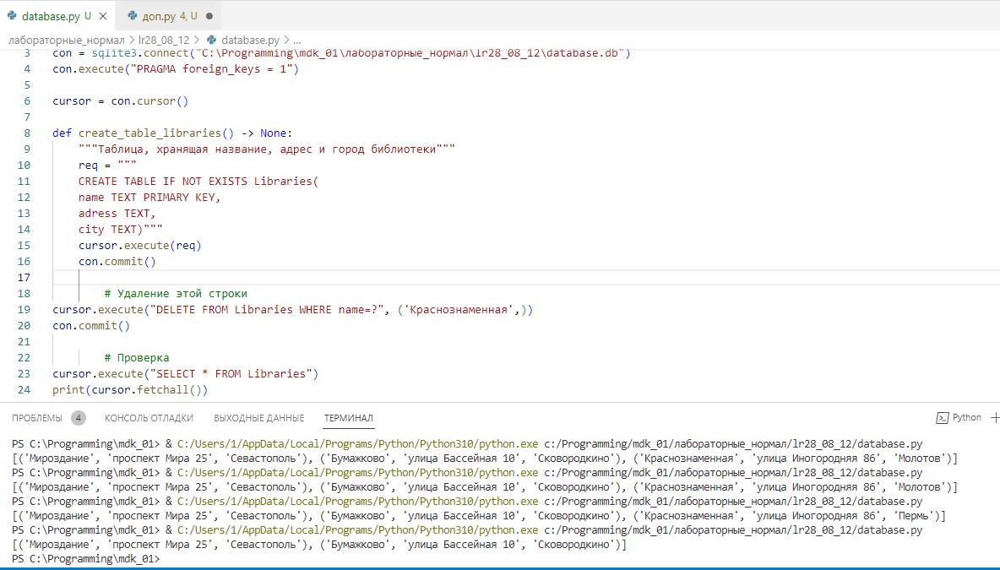 database.py U ×
доп.py 4, U ●
лабораторные_нормал > lr28_08_12 > database.py > ...
3 con = sqlite3.connect("C:\Programming\mdk_01\лабораторные_нормал\lr28_08_12\database.db")
4 con.execute("PRAGMA foreign_keys = 1")
5
6 cursor = con.cursor()
7
8 def create_table_libraries() -> None:
9 """Таблица, хранящая название, адрес и город библиотеки"""
10 req = """
11 CREATE TABLE IF NOT EXISTS Libraries(
12 name TEXT PRIMARY KEY,
13 adress TEXT,
14 city TEXT)"""
15 cursor.execute(req)
16 con.commit()
17
18 # Удаление этой строки
19 cursor.execute("DELETE FROM Libraries WHERE name=?", ('Краснознаменная',))
20 con.commit()
21
22 # Проверка
23 cursor.execute("SELECT * FROM Libraries")
24 print(cursor.fetchall())
ПРОБЛЕМЫ 4 КОНСОЛЬ ОТЛАДКИ ВЫХОДНЫЕ ДАННЫЕ ТЕРМИНАЛ Python +
PS C:\Programming\mdk_01> & C:/Users/1/AppData/Local/Programs/Python/Python310/python.exe c:/Programming/mdk_01/лабораторные_нормал/lr28_08_12/database.py
[('Мироздание', 'проспект Мира 25', 'Севастополь'), ('Бумажково', 'улица Бассейная 10', 'Сковородкино'), ('Краснознаменная', 'улица Иногородняя 86', 'Молотов')]
PS C:\Programming\mdk_01> & C:/Users/1/AppData/Local/Programs/Python/Python310/python.exe c:/Programming/mdk_01/лабораторные_нормал/lr28_08_12/database.py
[('Мироздание', 'проспект Мира 25', 'Севастополь'), ('Бумажково', 'улица Бассейная 10', 'Сковородкино'), ('Краснознаменная', 'улица Иногородняя 86', 'Молотов')]
PS C:\Programming\mdk_01> & C:/Users/1/AppData/Local/Programs/Python/Python310/python.exe c:/Programming/mdk_01/лабораторные_нормал/lr28_08_12/database.py
[('Мироздание', 'проспект Мира 25', 'Севастополь'), ('Бумажково', 'улица Бассейная 10', 'Сковородкино'), ('Краснознаменная', 'улица Иногородняя 86', 'Пермь')]
PS C:\Programming\mdk_01> & C:/Users/1/AppData/Local/Programs/Python/Python310/python.exe c:/Programming/mdk_01/лабораторные_нормал/lr28_08_12/database.py
[('Мироздание', 'проспект Мира 25', 'Севастополь'), ('Бумажково', 'улица Бассейная 10', 'Сковородкино')]
PS C:\Programming\mdk_01>